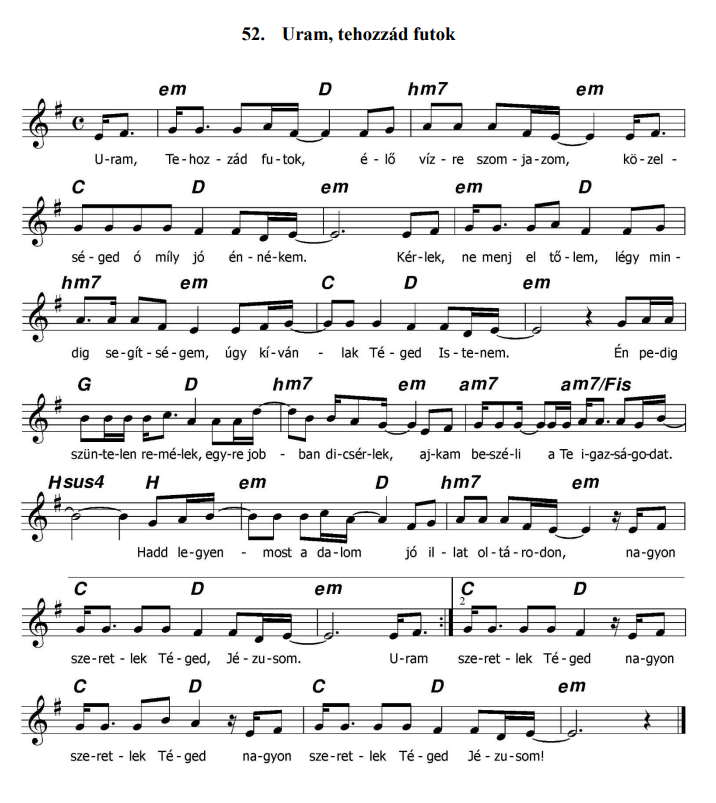 52. Uram, tehozzád futok
em D hm7 em
U-ram, Te-hoz-zád fu-tok, é-lő víz-re szom-ja-zom, kö-zel-
C D em em D
sé-ged ó míly jó én-né-kem. Kér-lek, ne menj el tő-lem, légy min-
hm7 em C D em
dig se-gít-sé-gem, úgy kí-ván-lak Té-ged Is-te-nem. Én pe-dig
G D hm7 em am7 am7/Fis
szün-te-len re-mé-lek, egy-re job-ban di-csér-lek, aj-kam be-szé-li a Te i-gaz-sá-go-dat.
Hsus4 H em D hm7 em
Hadd le-gyen-most a da-lom jó il-lat ol-tá-ro-don, na-gyon
C D em C D
2
sze-ret-lek Té-ged, Jé-zu-som. U-ram sze-ret-lek Té-ged na-gyon
C D C D em
sze-ret-lek Té-ged na-gyon sze-ret-lek Té-ged Jé-zu-som!